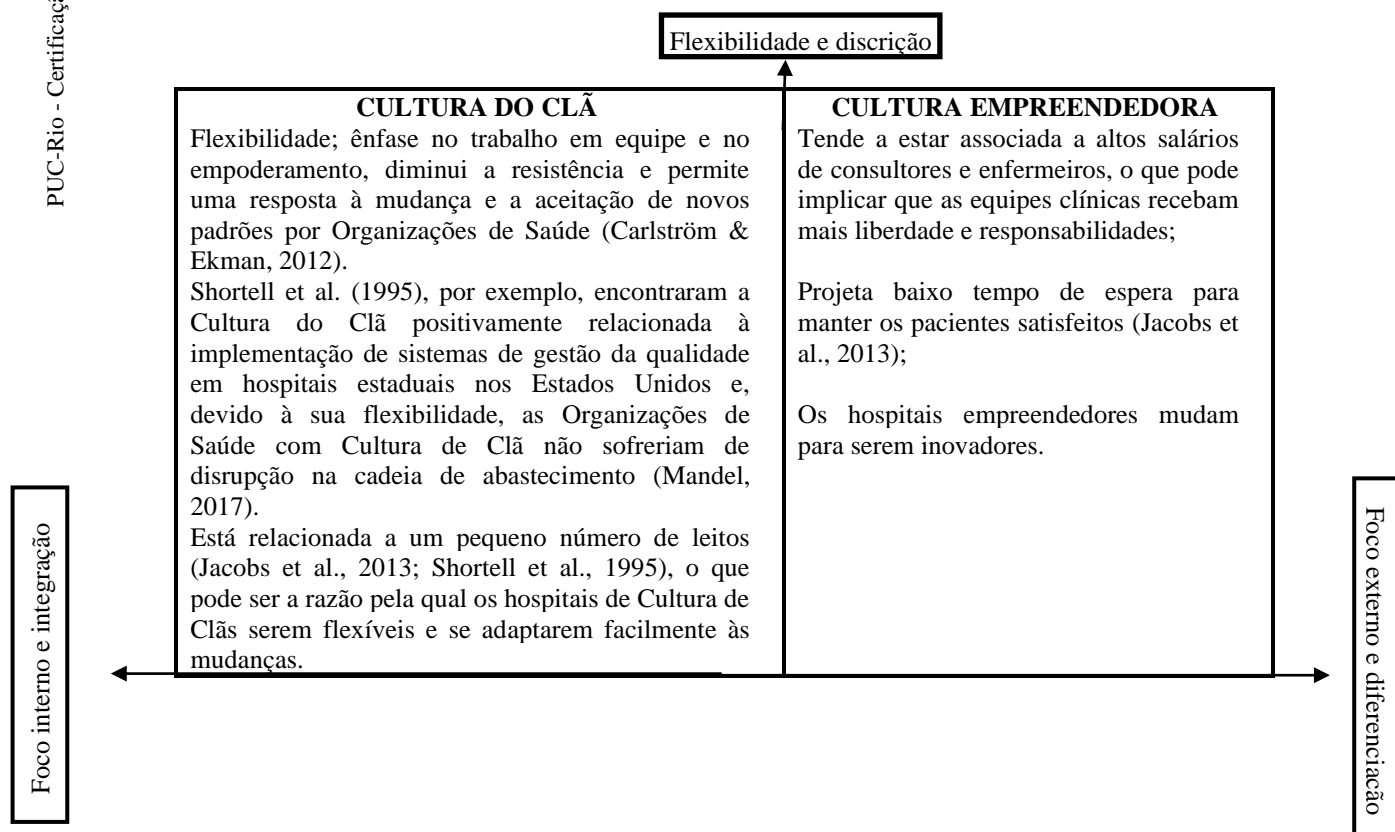 PUC-Rio - Certificaçã
Flexibilidade e discrição
CULTURA DO CLÃ
Flexibilidade; ênfase no trabalho em equipe e no
empoderamento, diminui a resistência e permite
uma resposta à mudança e a aceitação de novos
padrões por Organizações de Saúde (Carlström &
Ekman, 2012).
Shortell et al. (1995), por exemplo, encontraram a
Cultura do Clã positivamente relacionada à
implementação de sistemas de gestão da qualidade
em hospitais estaduais nos Estados Unidos e,
devido à sua flexibilidade, as Organizações de
Saúde com Cultura de Clã não sofreriam de
disrupção na cadeia de abastecimento (Mandel,
2017).
Está relacionada a um pequeno número de leitos
(Jacobs et al., 2013; Shortell et al., 1995), o que
pode ser a razão pela qual os hospitais de Cultura de
Clãs serem flexíveis e se adaptarem facilmente às
mudanças.
CULTURA EMPREENDEDORA
Tende a estar associada a altos salários
de consultores e enfermeiros, o que pode
implicar que as equipes clínicas recebam
mais liberdade e responsabilidades;
Projeta baixo tempo de espera para
manter os pacientes satisfeitos (Jacobs et
al., 2013);
Os hospitais empreendedores mudam
para serem inovadores.
Foco interno e integração
Foco externo e diferenciação